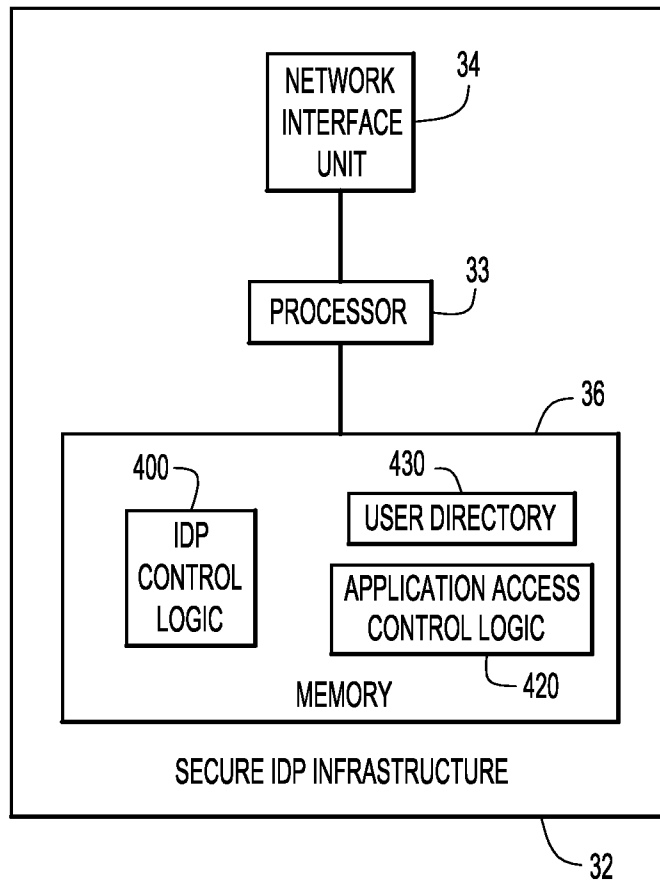 34
NETWORK
INTERFACE
UNIT
33
PROCESSOR
36
400
430
IDP
CONTROL
LOGIC
USER DIRECTORY
APPLICATION ACCESS
CONTROL LOGIC
420
MEMORY
SECURE IDP INFRASTRUCTURE
32